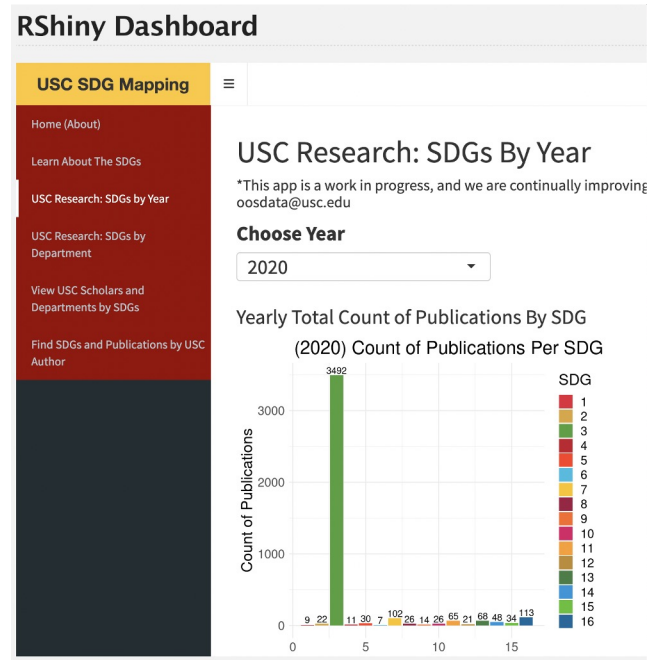 RShiny Dashboard
USC SDG Mapping
☰
Home (About)
Learn About The SDGs
USC Research: SDGs by Year
USC Research: SDGs by
Department
View USC Scholars and
Departments by SDGs
Find SDGs and Publications by USC
Author
USC Research: SDGs By Year
*This app is a work in progress, and we are continually improving
oosdata@usc.edu
Choose Year
2020
Yearly Total Count of Publications By SDG
(2020) Count of Publications Per SDG
Count of Publications
3000
2000
1000
0
3492
9 22 11 30 7 102 26 14 26 65 21 68 48 34 113
0 5 10 15
SDG
1
2
3
4
5
6
7
8
9
10
11
12
13
14
15
16